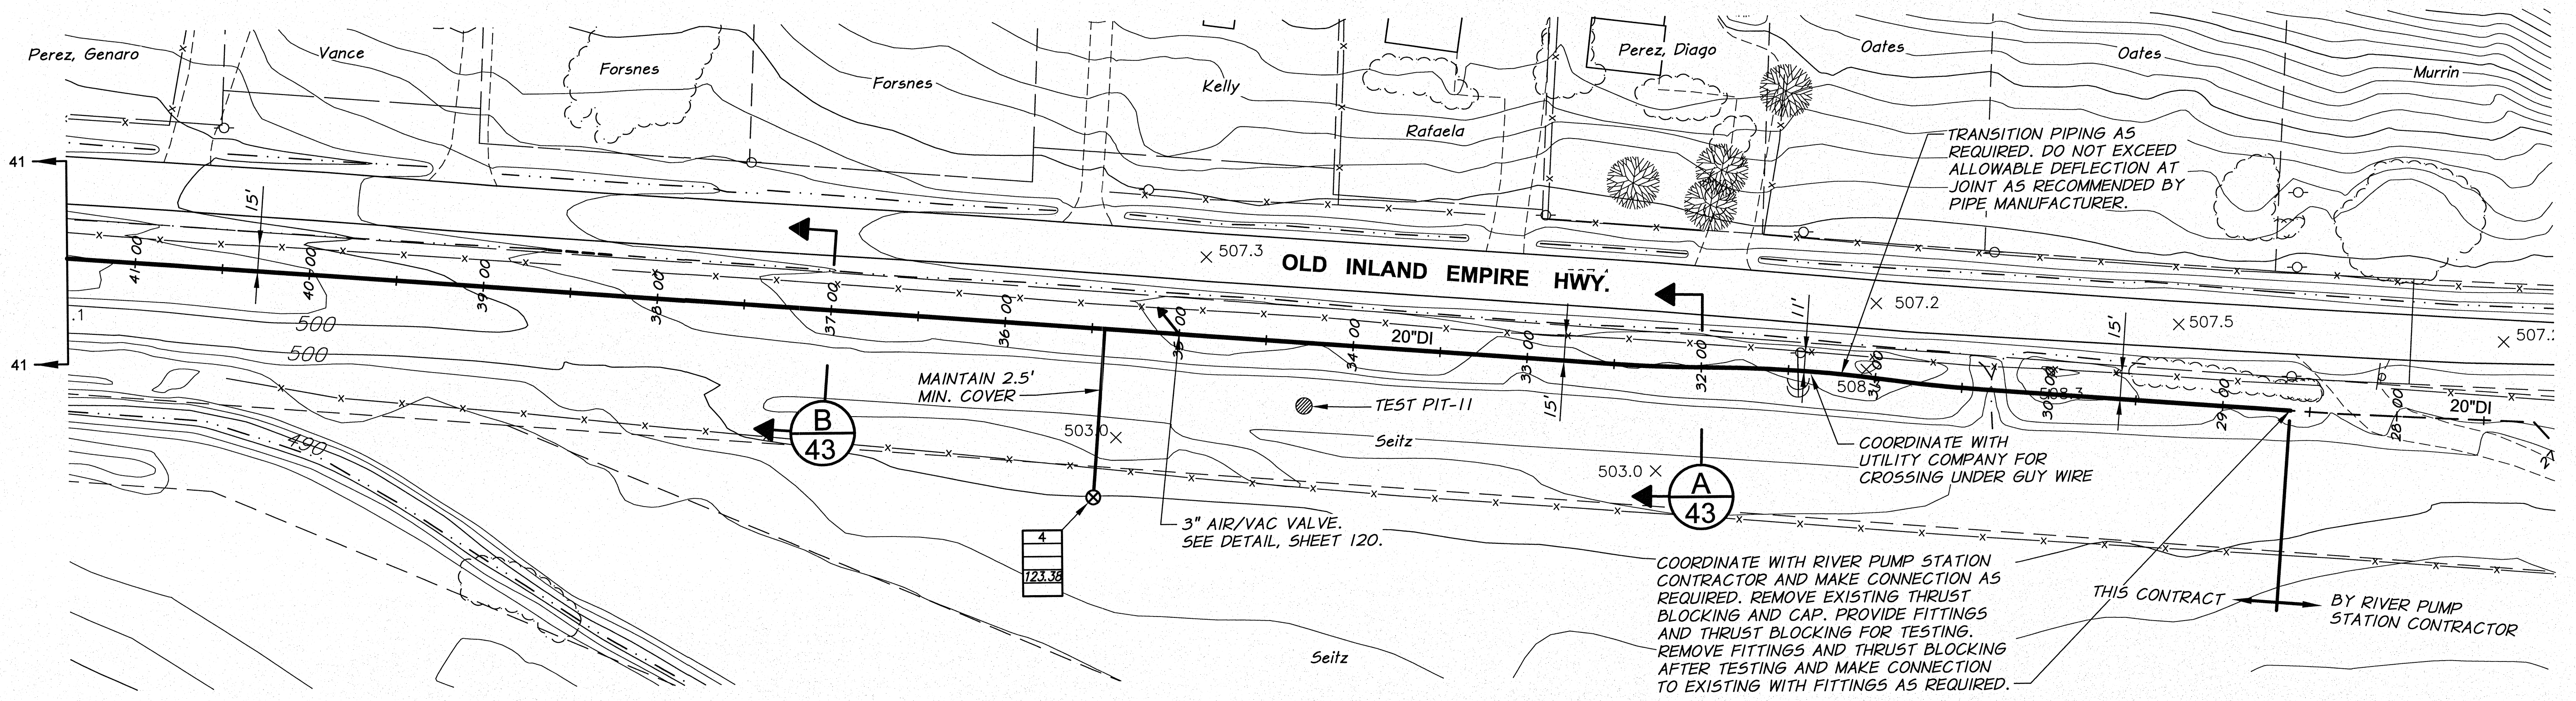 Perez, Genaro
Vance
Forsnes
Forsnes
Kelly
Rafaela
Perez, Diago
Oates
Oates
Murrin
TRANSITION PIPING AS
REQUIRED. DO NOT EXCEED
ALLOWABLE DEFLECTION AT
JOINT AS RECOMMENDED BY
PIPE MANUFACTURER.
41
15'
507.3
OLD INLAND EMPIRE HWY.
11'
507.2
507.5
15'
507.2
41+00
40+00
39+00
38+00
37+00
36+00
35+00
34+00
33+00
32+00
31+00
30+00
29+00
28+00
.1
500
500
20"DI
508
508.3
20"DI
41
MAINTAIN 2.5'
MIN. COVER
TEST PIT-11
15'
B
43
503.0
Seitz
COORDINATE WITH
UTILITY COMPANY FOR
CROSSING UNDER GUY WIRE
490
503.0
A
43
3" AIR/VAC VALVE.
SEE DETAIL, SHEET 120.
4
123.38
COORDINATE WITH RIVER PUMP STATION
CONTRACTOR AND MAKE CONNECTION AS
REQUIRED. REMOVE EXISTING THRUST
BLOCKING AND CAP. PROVIDE FITTINGS
AND THRUST BLOCKING FOR TESTING.
REMOVE FITTINGS AND THRUST BLOCKING
AFTER TESTING AND MAKE CONNECTION
TO EXISTING WITH FITTINGS AS REQUIRED.
THIS CONTRACT
BY RIVER PUMP
STATION CONTRACTOR
Seitz